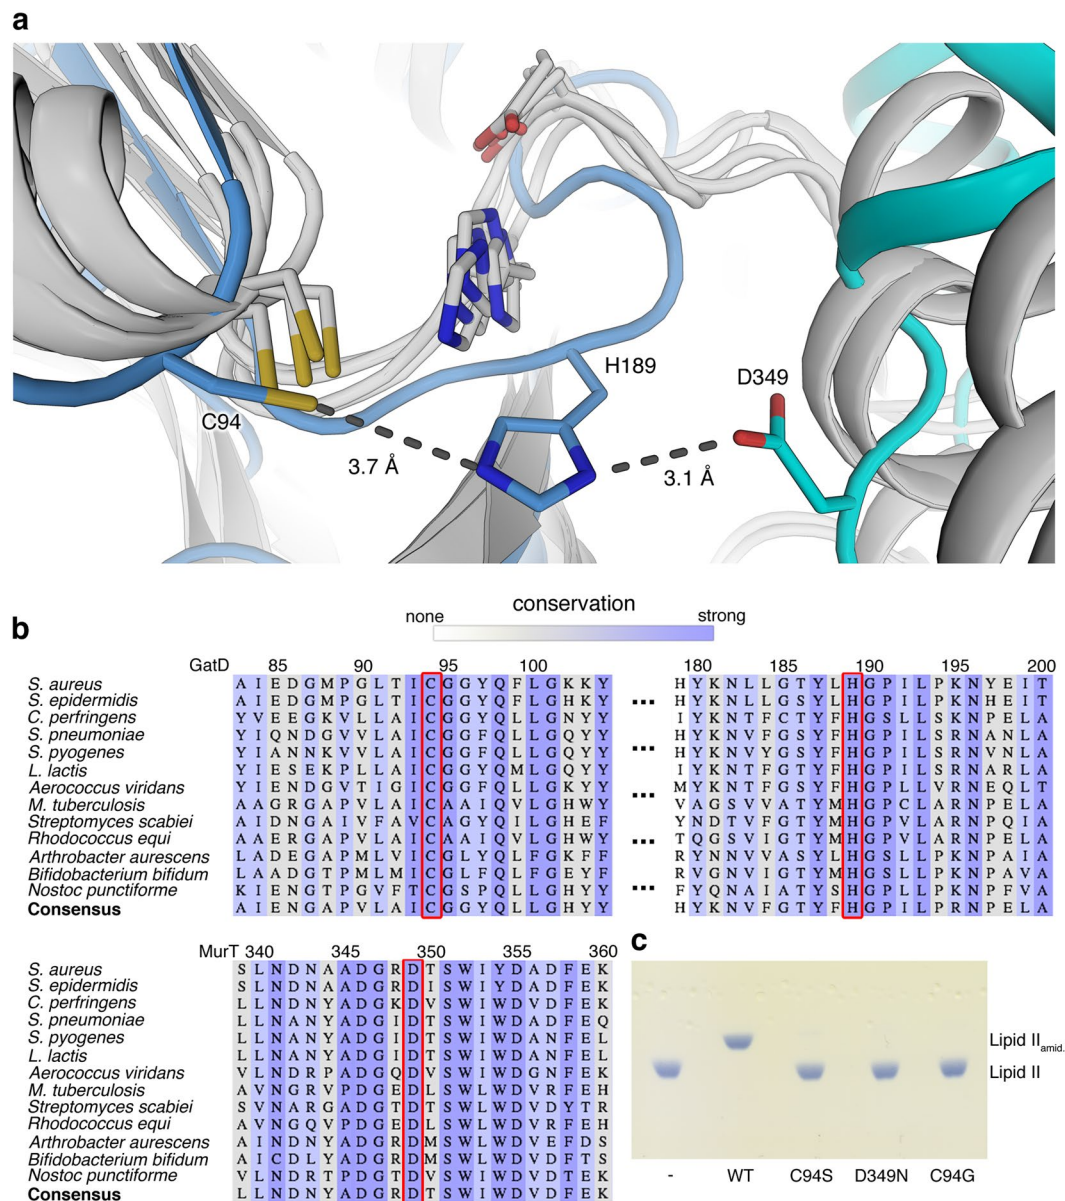 a
C94
3.7 Å
H189
3.1 Å
D349
b
conservation
none strong
GatD 85 90 95 100 180 185 190 195 200
S. aureus A I E D G M P G L T I C G G Y Q F L G K K Y ... H Y K N L L G T Y L H G P I L P K N Y E I T
S. epidermidis A I E D G M P G L T I C G G Y Q F L G H K Y H Y K N L L G S Y L H G P I L P K N H E I T
C. perfringens Y V E E G K V L L A I C G G Y Q L L G N Y Y I Y K N T F C T Y F H G S L L S K N P E L A
S. pneumoniae Y I Q N D G V V L A I C G G F Q L L G Q Y Y ... H Y K N V F G S Y F H G P I L S R N A N L A
S. pyogenes Y I A N N K V V L A I C G G F Q L L G Q Y Y H Y K N V Y G S Y F H G P I L S R N V N L A
L. lactis Y I E S E K P L L A I C G G Y Q M L G Q Y Y I Y K N T F G T Y F H G P I L S R N A R L A
Aerococcus viridans Y I E N D G V T I G I C G G F Q L L G K Y Y ... M Y K N T F G T Y F H G P L L V R N E Q L T
M. tuberculosis A A G R G A P V L A I C A A I Q V L G H W Y V A G S V V A T Y M H G P C L A R N P E L A
Streptomyces scabiei A I D N G A I V F A V C A G Y Q I L G H E F Y N D T V F G T Y M H G P V L A R N P Q I A
Rhodococcus equi A A E N G A P V L A I C A A I Q V L G H W Y ... T Q G S V I G T Y M H G P V L A R N P E L A
Arthrobacter aurescens L A D E G A P M L V I C G L Y Q L F G K F F R Y N N V V A S Y L H G S L L P K N P A I A
Bifidobacterium bifidum L A A D G T P M L M I C G L F Q L F G E Y F R V G N V I G T Y M H G S L L P K N P A V A
Nostoc punctiforme K I E N G T P G V F T C G S P Q L L G H Y Y ... F Y Q N A I A T Y S H G P L L P K N P F V A
Consensus A I E N G A P V L A I C G G Y Q L L G H Y Y H Y K N V F G T Y F H G P I L P R N P E L A
MurT 340 345 350 355 360
S. aureus S L N D N A A D G R D T S W I Y D A D F E K
S. epidermidis S L N D N A A D G R D I S W I Y D A D F E K
C. perfringens L L N D N Y A D G K D V S W I W D V D F E K
S. pneumoniae L L N A N Y A D G I D T S W I W D A D F E Q
S. pyogenes L L N A N Y A D G I D T S W I W D A N F E L
L. lactis L L N A N Y A D G I D T S W I W D A N F E L
Aerococcus viridans V L N D R P A D G Q D V S W I W D G N F E K
M. tuberculosis A V N G R V P D G E D L S W L W D V R F E H
Streptomyces scabiei S V N A R G A D G T D T S W L W D V D Y T R
Rhodococcus equi A V N G Q V P D G E D L S W L W D V R F E H
Arthrobacter aurescens A I N D N Y A D G R D M S W L W D V E F D S
Bifidobacterium bifidum A I C D L Y A D G R D M S W L W D V D F T S
Nostoc punctiforme V L N D R T P D G T D V S W I W D V D T E K
Consensus L L N D N Y A D G R D T S W I W D V D F E K
c
Lipid II amid.
Lipid II
- WT C94S D349N C94G